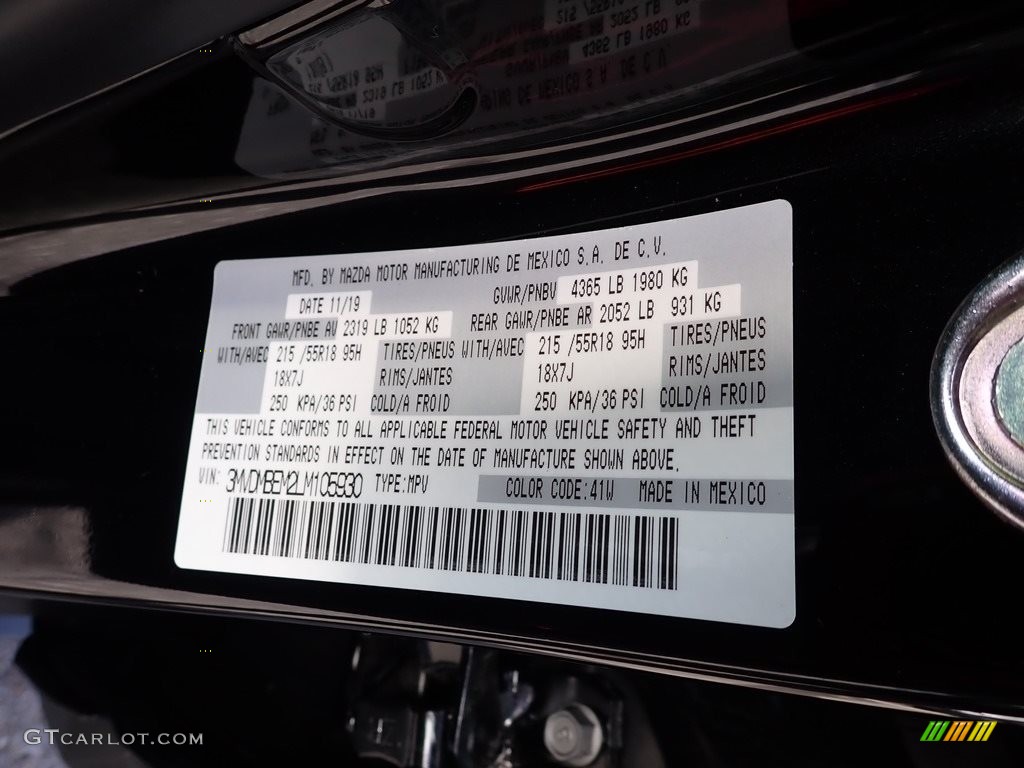 MFD. BY MAZDA MOTOR MANUFACTURING DE MEXICO S.A. DE C.V.
DATE 11/19 GVWR/PNBV 4365 LB 1980 KG
FRONT GAWR/PNBE AV 2319 LB 1052 KG REAR GAWR/PNBE AR 2052 LB 931 KG
WITH/AVEC 215 /55R18 95H TIRES/PNEUS WITH/AVEC 215 /55R18 95H TIRES/PNEUS
18X7J RIMS/JANTES 18X7J RIMS/JANTES
250 KPA/36 PSI COLD/A FROID 250 KPA/36 PSI COLD/A FROID
THIS VEHICLE CONFORMS TO ALL APPLICABLE FEDERAL MOTOR VEHICLE SAFETY AND THEFT
PREVENTION STANDARDS IN EFFECT ON THE DATE OF MANUFACTURE SHOWN ABOVE.
VIN: 3MVDMBEM2LM105930 TYPE:MPV COLOR CODE:41W MADE IN MEXICO
GTCARLOT.COM